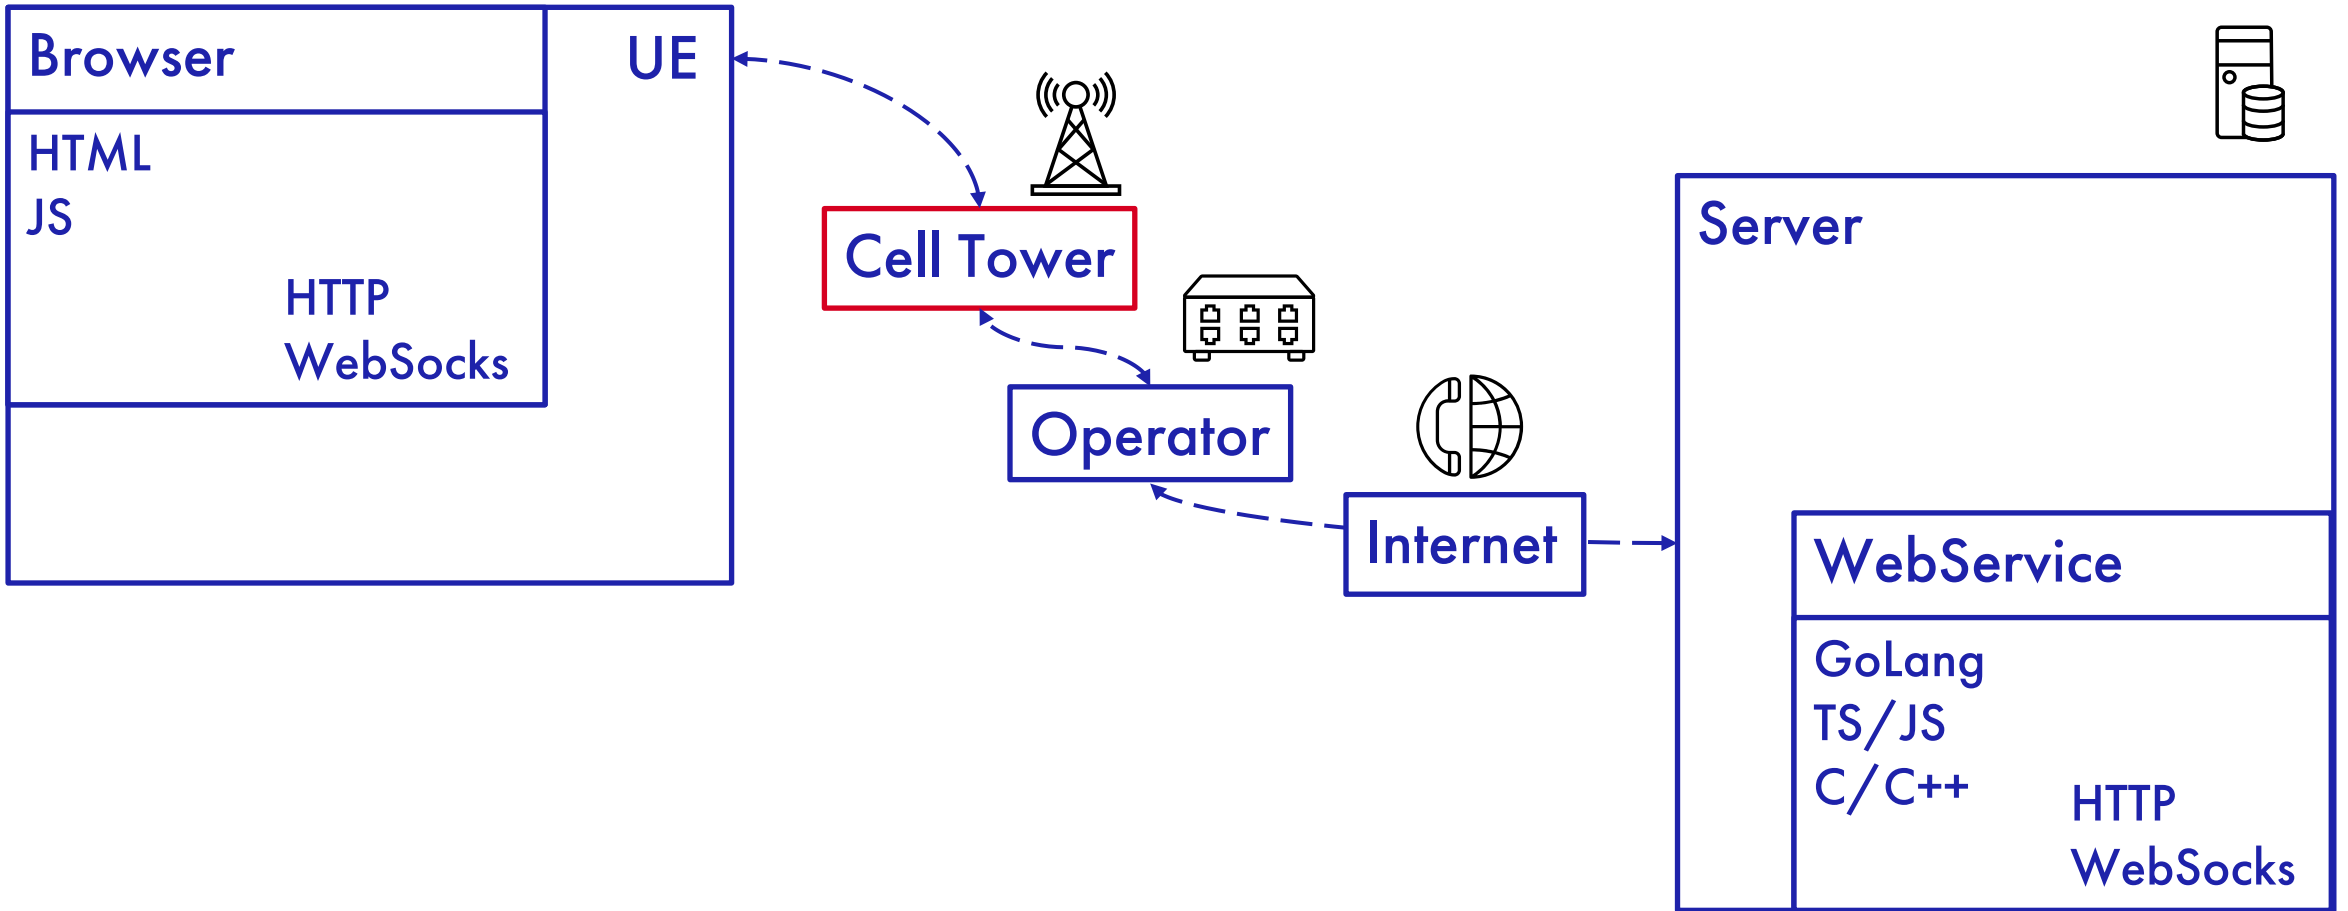 Browser
UE
HTML
JS
HTTP
WebSocks
Cell Tower
Operator
Internet
Server
WebService
GoLang
TS/JS
C/C++
HTTP
WebSocks